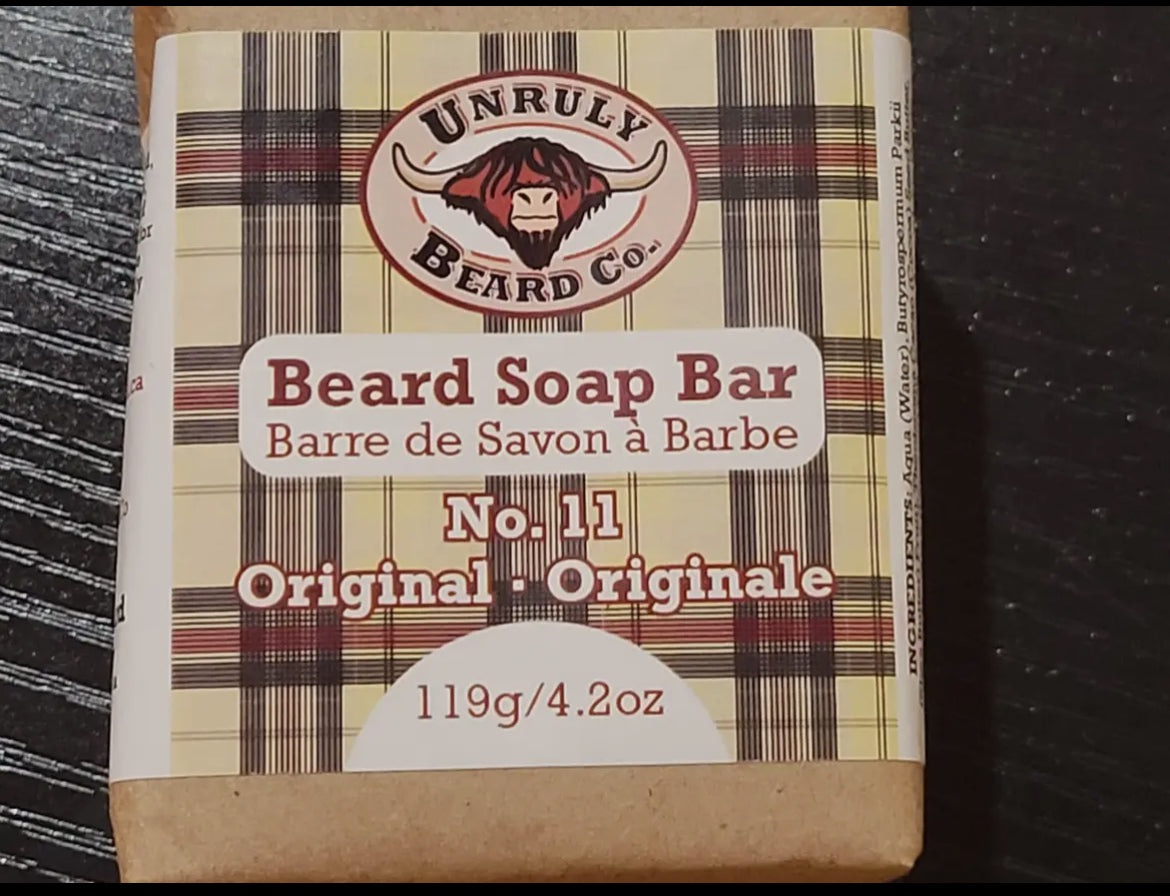 UNRULY
BEARD CO.
Beard Soap Bar
Barre de Savon à Barbe
No. 11
Original · Originale
119g/4.2oz
INGREDIENTS: Aqua (Water), Butyrospermum Parkii